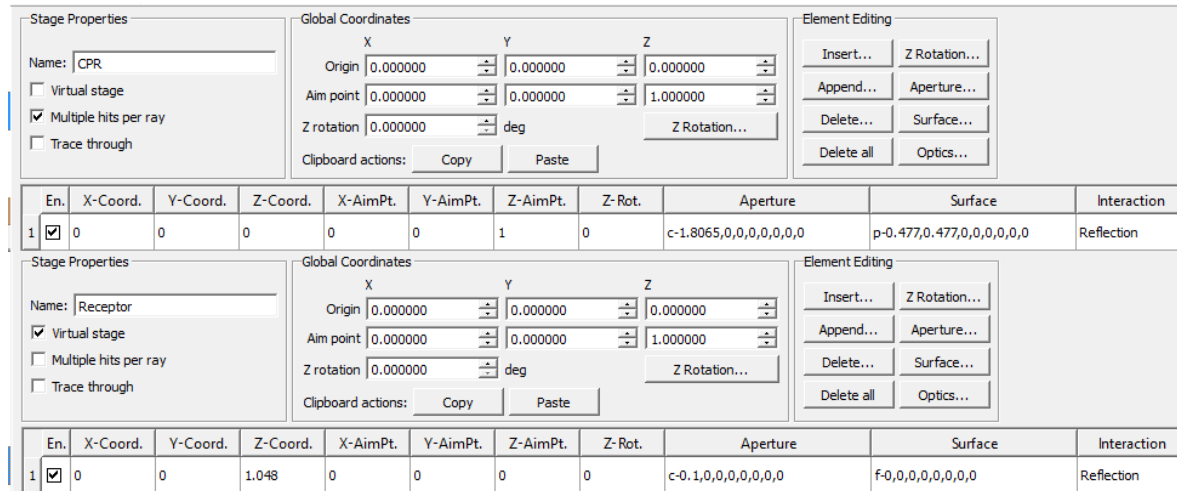 Stage Properties Global Coordinates Element Editing
X Y Z
Name: CPR Origin 0.000000 0.000000 0.000000 Insert... Z Rotation...
Virtual stage Aim point 0.000000 0.000000 1.000000 Append... Aperture...
Multiple hits per ray Z rotation 0.000000 deg Z Rotation... Delete... Surface...
Trace through Clipboard actions: Copy Paste Delete all Optics...
En. X-Coord. Y-Coord. Z-Coord. X-AimPt. Y-AimPt. Z-AimPt. Z-Rot. Aperture Surface Interaction
1 0 0 0 0 0 1 0 c-1.8065,0,0,0,0,0,0,0 p-0.477,0.477,0,0,0,0,0,0 Reflection
Stage Properties Global Coordinates Element Editing
X Y Z
Name: Receptor Origin 0.000000 0.000000 0.000000 Insert... Z Rotation...
Virtual stage Aim point 0.000000 0.000000 1.000000 Append... Aperture...
Multiple hits per ray Z rotation 0.000000 deg Z Rotation... Delete... Surface...
Trace through Clipboard actions: Copy Paste Delete all Optics...
En. X-Coord. Y-Coord. Z-Coord. X-AimPt. Y-AimPt. Z-AimPt. Z-Rot. Aperture Surface Interaction
1 0 0 1.048 0 0 0 0 c-0.1,0,0,0,0,0,0,0 f-0,0,0,0,0,0,0,0 Reflection